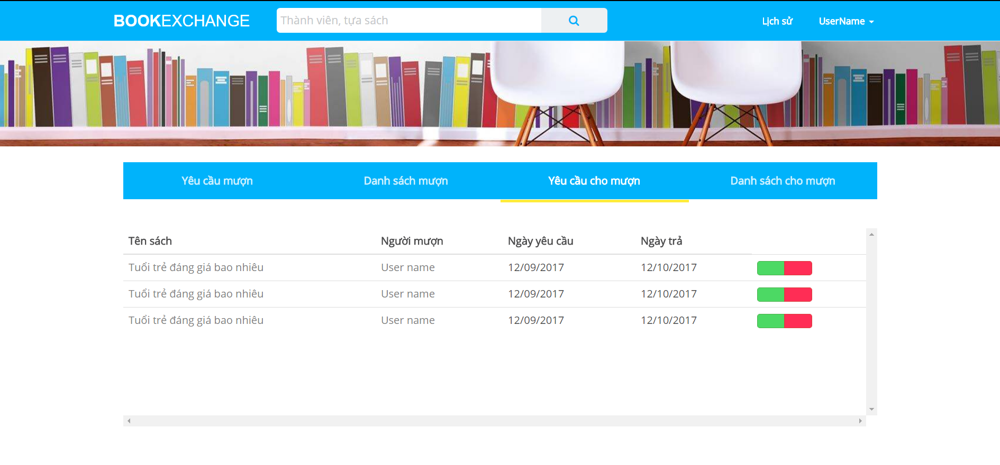 BOOKEXCHANGE
Thành viên, tựa sách
Lịch sử
UserName
Yêu cầu mượn
Danh sách mượn
Yêu cầu cho mượn
Danh sách cho mượn
Tên sách Người mượn Ngày yêu cầu Ngày trả
Tuổi trẻ đáng giá bao nhiêu User name 12/09/2017 12/10/2017
Tuổi trẻ đáng giá bao nhiêu User name 12/09/2017 12/10/2017
Tuổi trẻ đáng giá bao nhiêu User name 12/09/2017 12/10/2017